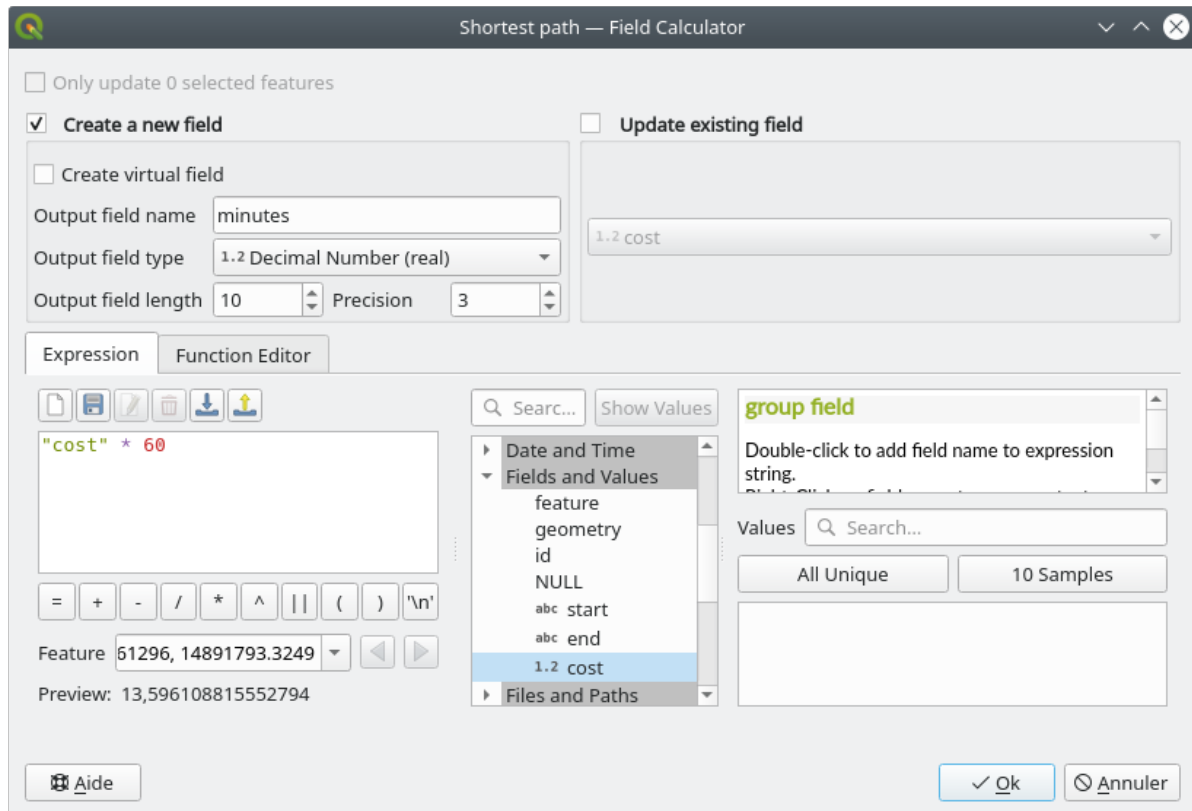 Shortest path — Field Calculator
Only update 0 selected features
Create a new field
Update existing field
Create virtual field
Output field name minutes
1.2 cost
Output field type 1.2 Decimal Number (real)
Output field length 10 Precision 3
Expression Function Editor
"cost" * 60
= + - / * ^ || ( ) '\n'
Feature 61296, 14891793.3249
Preview: 13,596108815552794
Searc... Show Values
Date and Time
Fields and Values
feature
geometry
id
NULL
abc start
abc end
1.2 cost
Files and Paths
group field
Double-click to add field name to expression
string.
Values Search...
All Unique 10 Samples
Aide Ok Annuler